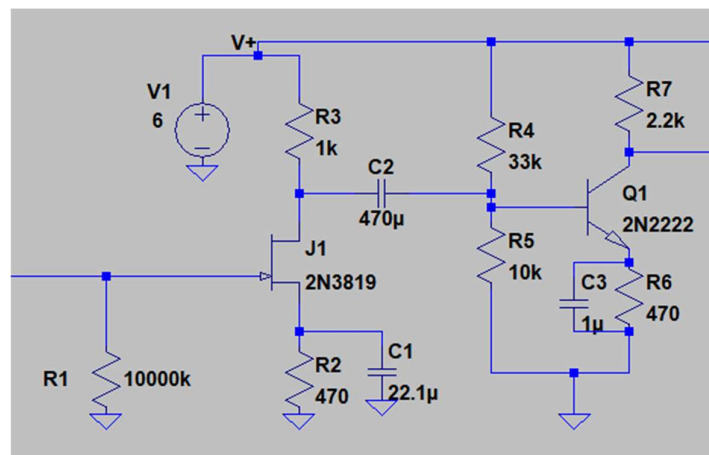 V+
V1
6
R3
1k
C2
470µ
R4
33k
R7
2.2k
Q1
2N2222
J1
2N3819
R5
10k
C3
1µ
R6
470
R1
10000k
R2
470
C1
22.1µ